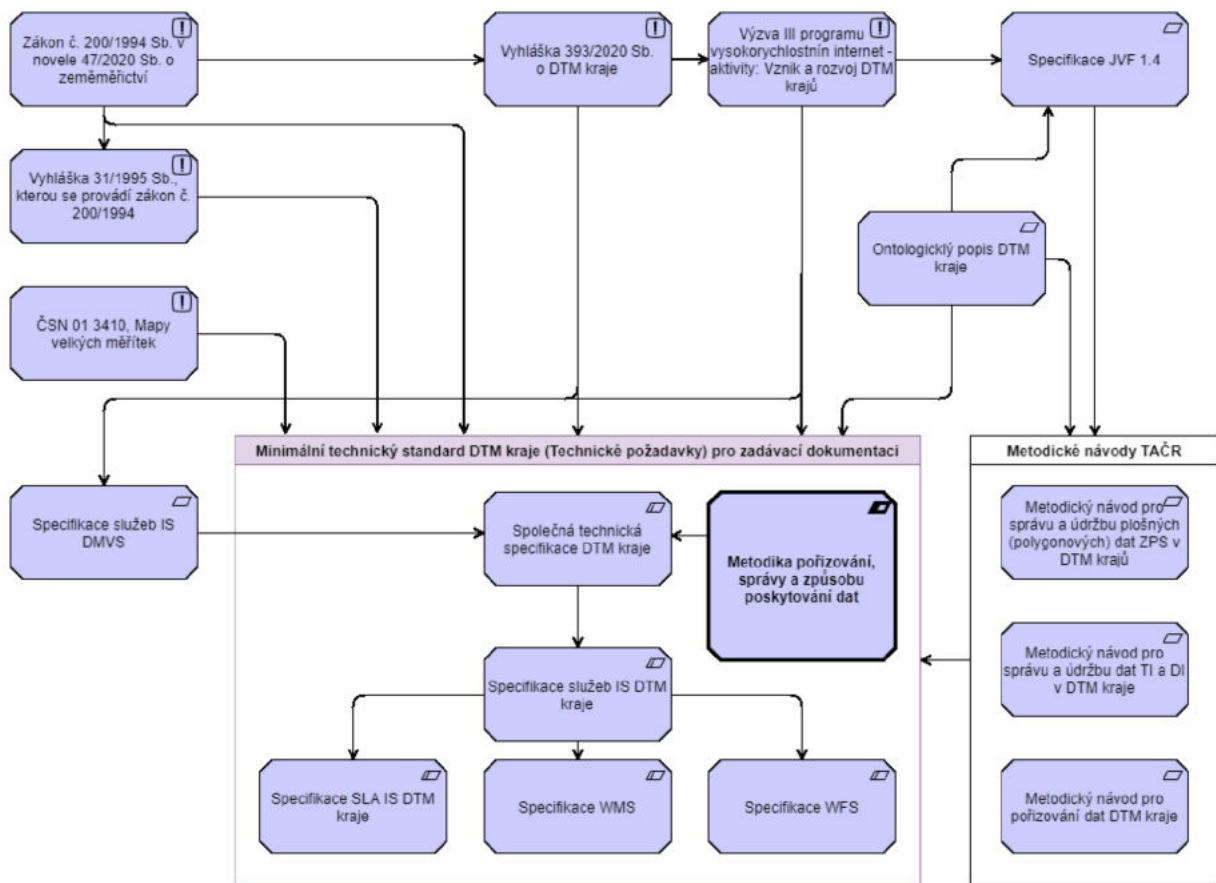 Zákon č. 200/1994 Sb. v
novele 47/2020 Sb. o
zeměměřictví
Vyhláška 393/2020 Sb.
o DTM kraje
Výzva III programu
vysokorychlostnín internet -
aktivity: Vznik a rozvoj DTM
krajů
Specifikace JVF 1.4
Vyhláška 31/1995 Sb.,
kterou se provádí zákon č.
200/1994
Ontologicklý popis DTM
kraje
ČSN 01 3410, Mapy
velkých měřítek
Minimální technický standard DTM kraje (Technické požadavky) pro zadávací dokumentaci
Metodické návody TAČR
Specifikace služeb IS
DMVS
Společná technická
specifikace DTM kraje
Metodika pořizování,
správy a způsobu
poskytování dat
Metodický návod pro
správu a údržbu plošných
(polygonových) dat ZPS v
DTM krajů
Specifikace služeb IS DTM
kraje
Metodický návod pro
správu a údržbu dat TI a DI
v DTM kraje
Specifikace SLA IS DTM
kraje
Specifikace WMS
Specifikace WFS
Metodický návod pro
pořizování dat DTM kraje